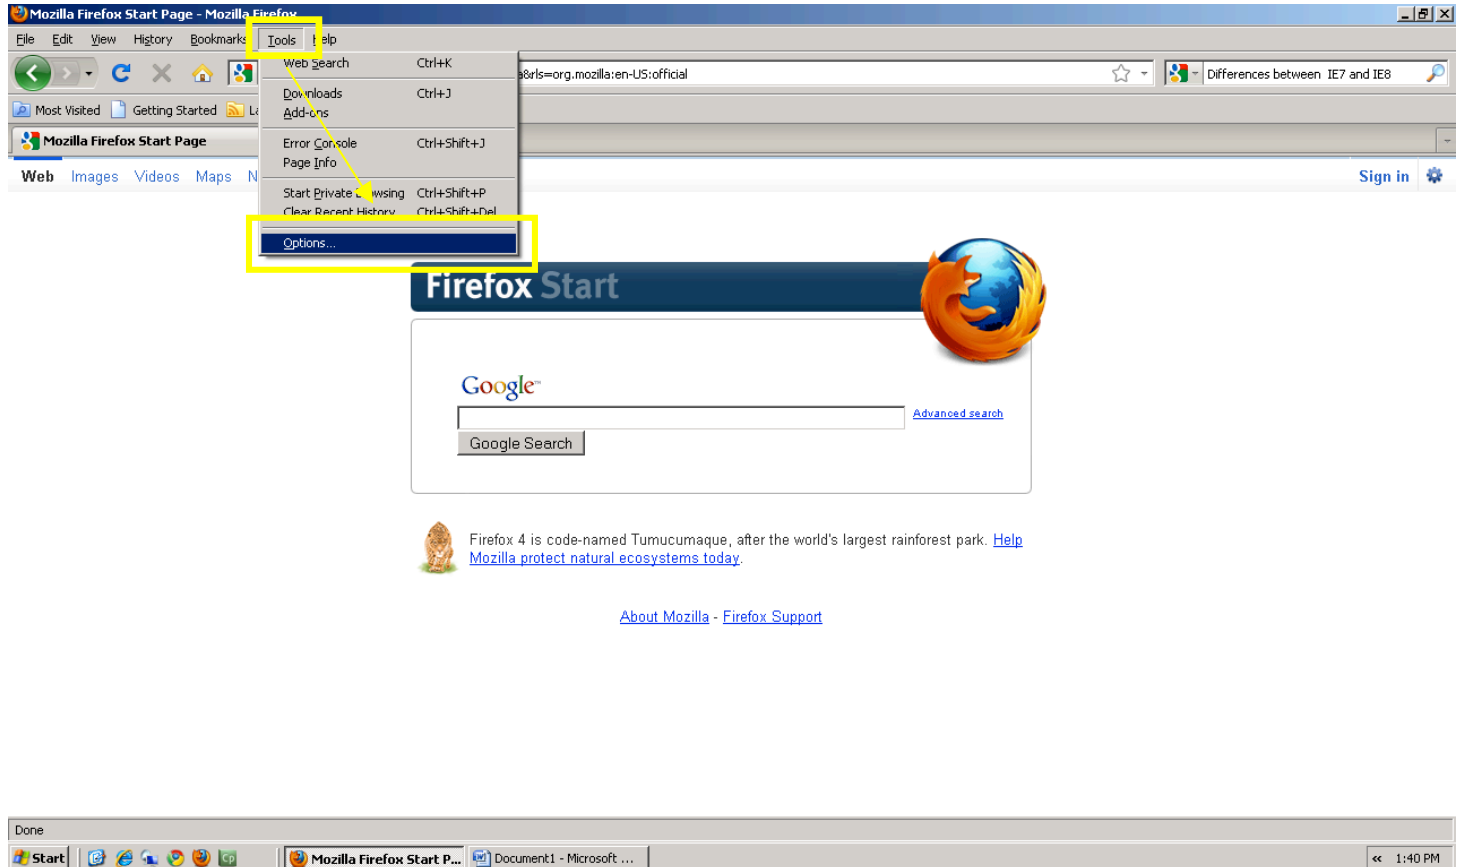 Mozilla Firefox Start Page - Mozilla Firefox
File Edit View History Bookmarks Tools Help
Web Search Ctrl+K
a&rls=org.mozilla:en-US:official
Differences between IE7 and IE8
Downloads Ctrl+J
Most Visited Getting Started
Add-ons
Mozilla Firefox Start Page
Error Console Ctrl+Shift+J
Page Info
Web Images Videos Maps
Sign in
Start Private Browsing Ctrl+Shift+P
Clear Recent History Ctrl+Shift+Del
Options...
Firefox Start
Google™
Advanced search
Google Search
Firefox 4 is code-named Tumucumaque, after the world's largest rainforest park. Help
Mozilla protect natural ecosystems today.
About Mozilla - Firefox Support
Done
Start Cp Mozilla Firefox Start P... Document1 - Microsoft ... « 1:40 PM